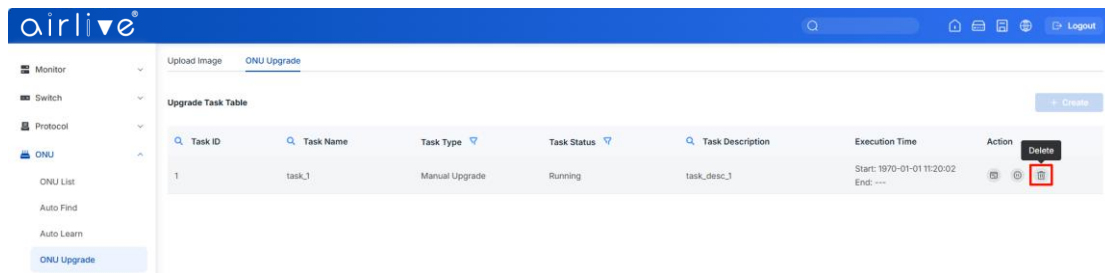 airlive®
Logout
Monitor
Switch
Protocol
ONU
ONU List
Auto Find
Auto Learn
ONU Upgrade
Upload Image ONU Upgrade
Upgrade Task Table
+ Create
Task ID Task Name Task Type Task Status Task Description Execution Time Action
Delete
1 task_1 Manual Upgrade Running task_desc_1 Start: 1970-01-01 11:20:02
End: ---